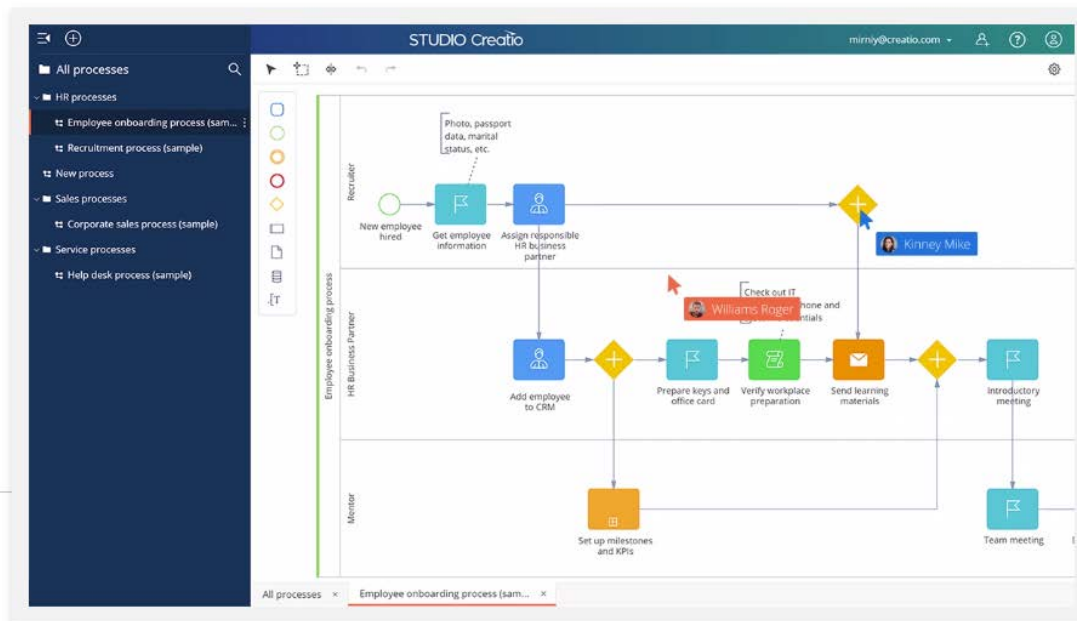 STUDIO Creatio
mirniy@creatio.com
All processes
HR processes
Employee onboarding process (sam...
Recruitment process (sample)
New process
Sales processes
Corporate sales process (sample)
Service processes
Help desk process (sample)
Employee onboarding process
Recruiter
Photo, passport
data, marital
status, etc.
New employee
hired
Get employee
information
Assign responsible
HR business
partner
Kinney Mike
HR Business Partner
Williams Roger
Check out IT
hone and
ntials
Add employee
to CRM
Prepare keys and
office card
Verify workplace
preparation
Send learning
materials
Introductory
meeting
Mentor
Set up milestones
and KPIs
Team meeting
All processes
Employee onboarding process (sam...